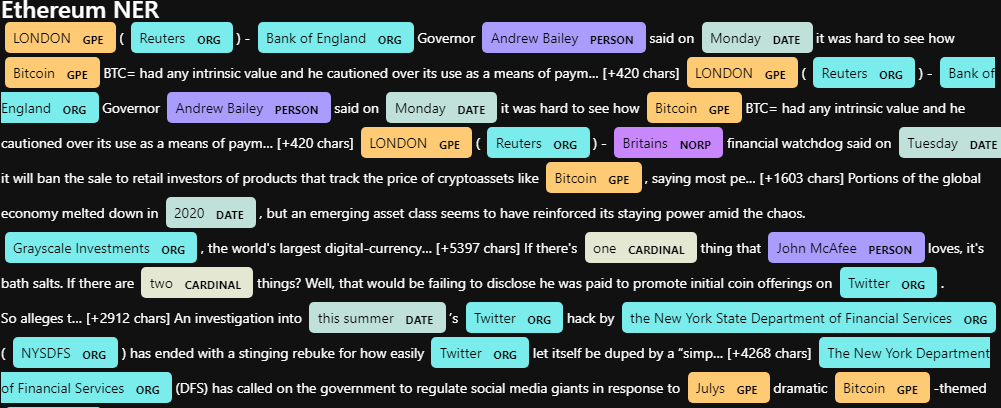 Ethereum NER
LONDON GPE ( Reuters ORG ) - Bank of England ORG Governor Andrew Bailey PERSON said on Monday DATE it was hard to see how
Bitcoin GPE BTC= had any intrinsic value and he cautioned over its use as a means of paym... [+420 chars] LONDON GPE ( Reuters ORG ) - Bank of
England ORG Governor Andrew Bailey PERSON said on Monday DATE it was hard to see how Bitcoin GPE BTC= had any intrinsic value and he
cautioned over its use as a means of paym... [+420 chars] LONDON GPE ( Reuters ORG ) - Britains NORP financial watchdog said on Tuesday DATE
it will ban the sale to retail investors of products that track the price of cryptoassets like Bitcoin GPE , saying most pe... [+1603 chars] Portions of the global
economy melted down in 2020 DATE , but an emerging asset class seems to have reinforced its staying power amid the chaos.
Grayscale Investments ORG , the world's largest digital-currency... [+5397 chars] If there's one CARDINAL thing that John McAfee PERSON loves, it's
bath salts. If there are two CARDINAL things? Well, that would be failing to disclose he was paid to promote initial coin offerings on Twitter ORG .
So alleges t... [+2912 chars] An investigation into this summer DATE ’s Twitter ORG hack by the New York State Department of Financial Services ORG
( NYSDFS ORG ) has ended with a stinging rebuke for how easily Twitter ORG let itself be duped by a “simp... [+4268 chars] The New York Department
of Financial Services ORG (DFS) has called on the government to regulate social media giants in response to Julys GPE dramatic Bitcoin GPE -themed